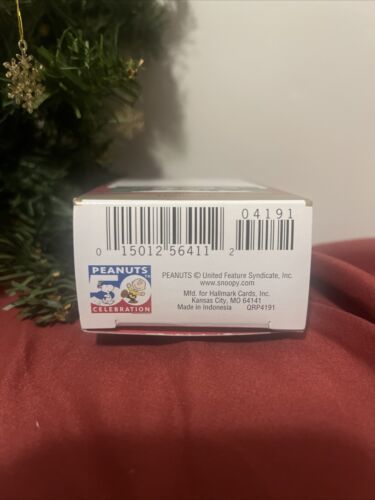 04191
0 15012 56411 2
PEANUTS
50
CELEBRATION
PEANUTS © United Feature Syndicate, Inc.
www.snoopy.com
Mfd. for Hallmark Cards, Inc.
Kansas City, MO 64141
Made in Indonesia QRP4191